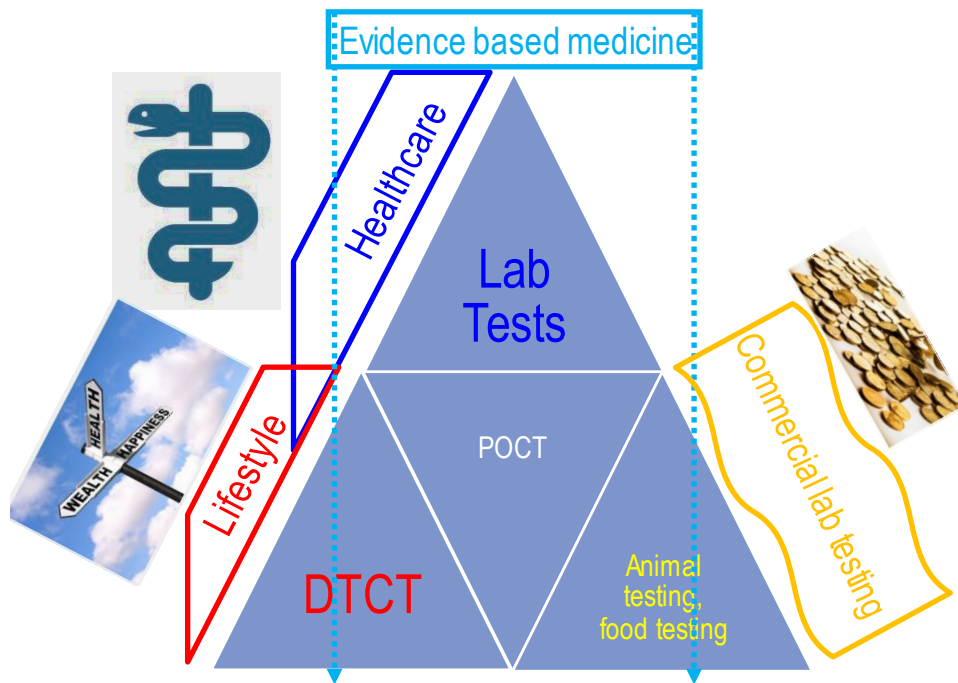 Evidence based medicine
Healthcare
Lab
Tests
HEALTH
HAPPINESS
WEALTH
Lifestyle
POCT
Commercial lab testing
DTCT
Animal
testing,
food testing